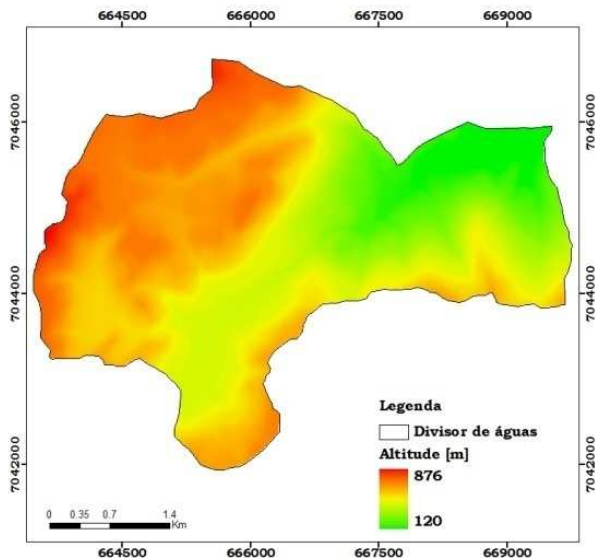 664500 666000 667500 669000
7046000 7046000
7044000 7044000
Legenda
Divisor de águas
Altitude [m]
876
120
7042000 7042000
0 0.35 0.7 1.4
Km
664500 666000 667500 669000